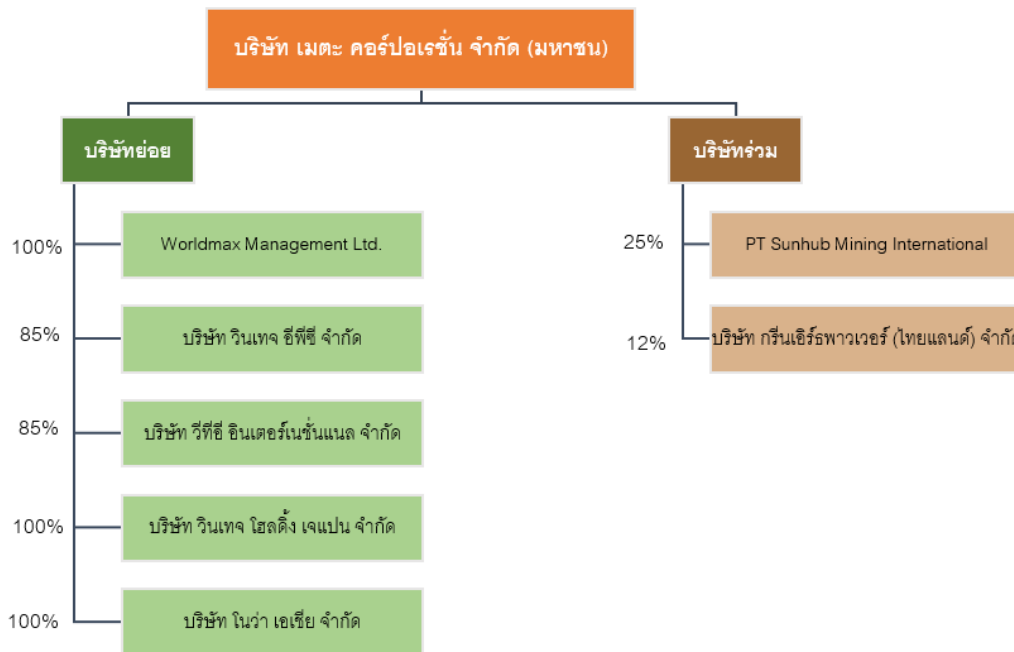 บริษัท เมตะ คอร์ปอเรชั่น จำกัด (มหาชน)
บริษัทย่อย
100%
Worldmax Management Ltd.
85%
บริษัท วินเทจ อีพีซี จำกัด
85%
บริษัท วีทีอี อินเตอร์เนชั่นแนล จำกัด
100%
บริษัท วินเทจ โฮลดิ้ง เจแปน จำกัด
100%
บริษัท โนว่า เอเชีย จำกัด
บริษัทร่วม
25%
PT Sunhub Mining International
12%
บริษัท กรีนเอิร์ธพาวเวอร์ (ไทยแลนด์) จำกัด